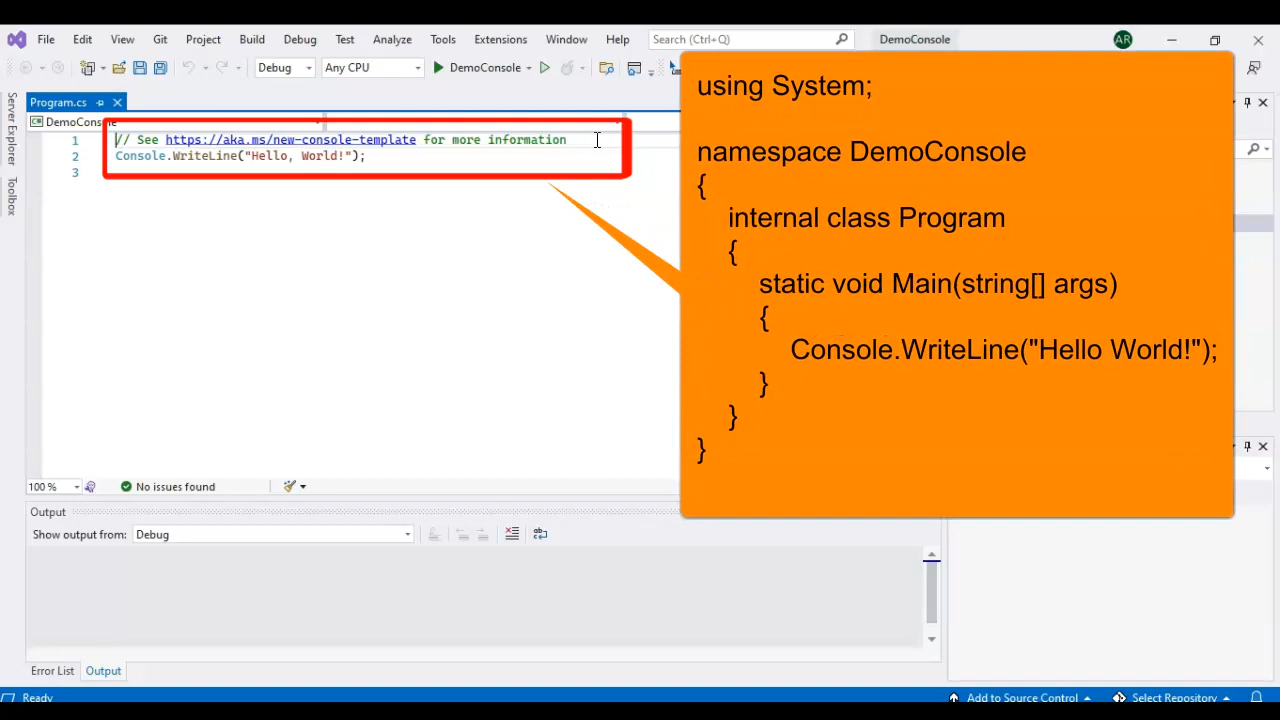 File Edit View Git Project Build Debug Test Analyze Tools Extensions Window Help Search (Ctrl+Q) DemoConsole AR
Debug Any CPU DemoConsole
Program.cs
Server Explorer
Toolbox
1 // See https://aka.ms/new-console-template for more information
2 Console.WriteLine("Hello, World!");
3
using System;
namespace DemoConsole
{
internal class Program
{
static void Main(string[] args)
{
Console.WriteLine("Hello World!");
}
}
}
100 % No issues found
Output
Show output from: Debug
Error List Output
Ready Add to Source Control Select Repository